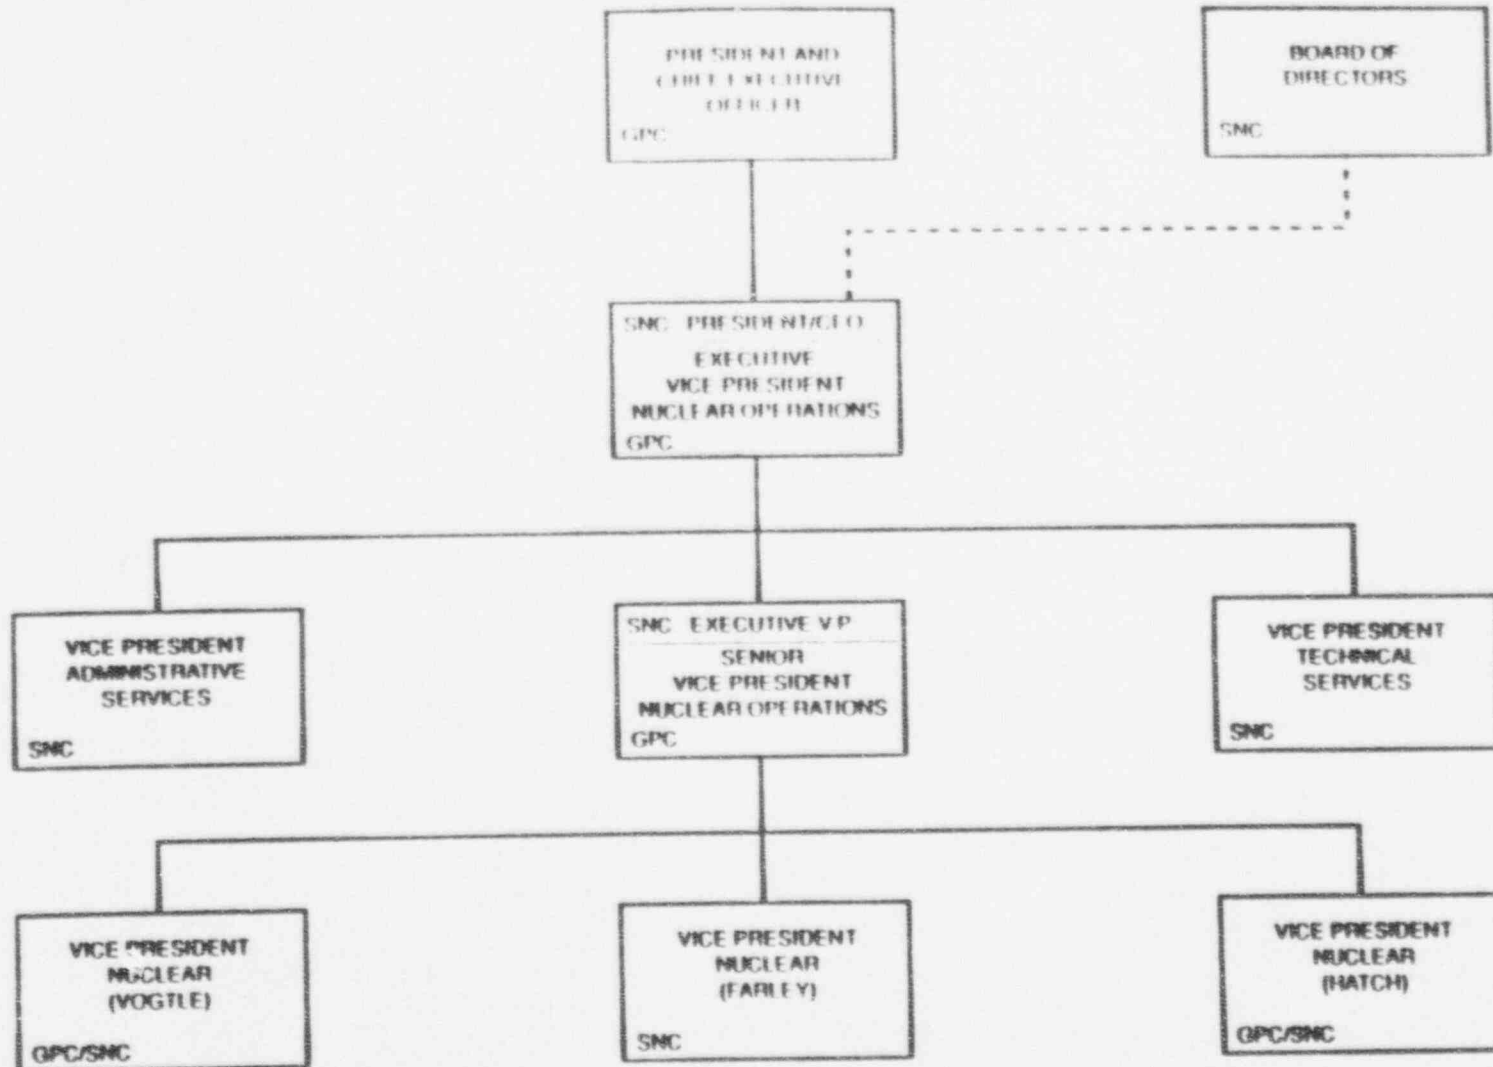 PRESIDENT AND
CHIEF EXECUTIVE
OFFICER
GPC
BOARD OF
DIRECTORS
SNC
SNC PRESIDENT/CEO
EXECUTIVE
VICE PRESIDENT
NUCLEAR OPERATIONS
GPC
VICE PRESIDENT
ADMINISTRATIVE
SERVICES
SNC
SNC EXECUTIVE V.P.
SENIOR
VICE PRESIDENT
NUCLEAR OPERATIONS
GPC
VICE PRESIDENT
TECHNICAL
SERVICES
SNC
VICE PRESIDENT
NUCLEAR
(VOGTLE)
GPC/SNC
VICE PRESIDENT
NUCLEAR
(FARLEY)
SNC
VICE PRESIDENT
NUCLEAR
(HATCH)
GPC/SNC